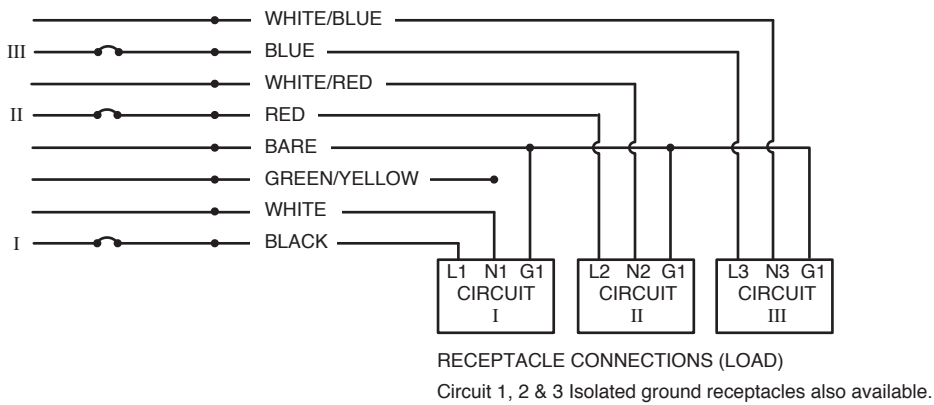 WHITE/BLUE
III BLUE
WHITE/RED
II RED
BARE
GREEN/YELLOW
WHITE
I BLACK
L1 N1 G1 L2 N2 G1 L3 N3 G1
CIRCUIT CIRCUIT CIRCUIT
I II III
RECEPTACLE CONNECTIONS (LOAD)
Circuit 1, 2 & 3 Isolated ground receptacles also available.